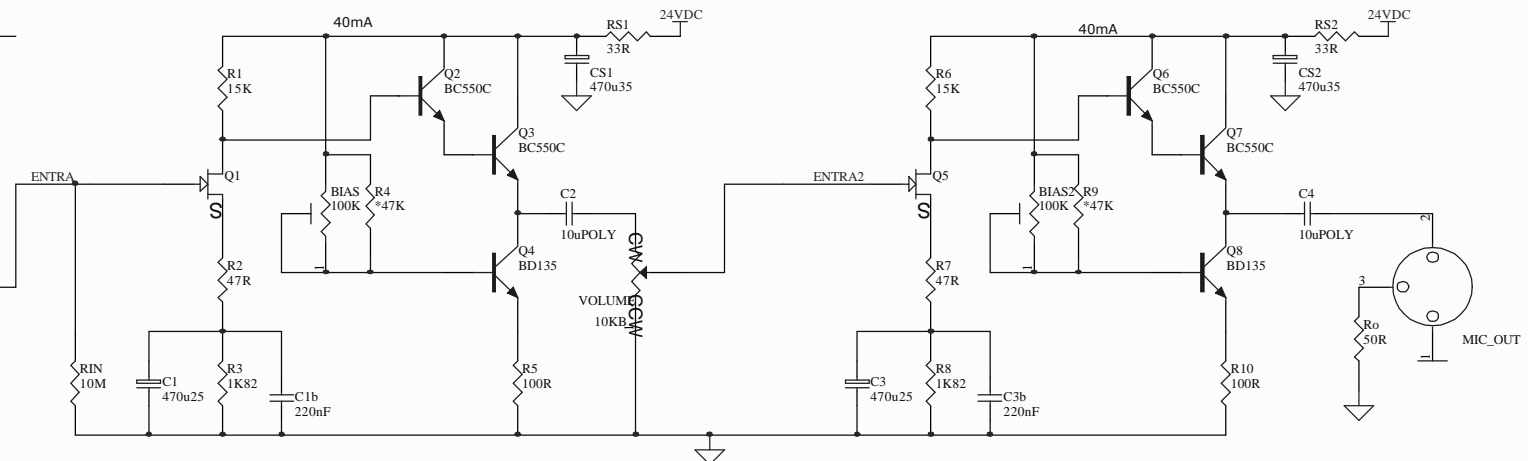 40mA
RS1
33R
24VDC
CS1
470u35
R1
15K
Q2
BC550C
Q3
BC550C
ENTRA
Q1
S
BIAS
100K
1
R4
*47K
C2
10uPOLY
Q4
BD135
R2
47R
CW
VOLUME
10KB
CCW
RIN
10M
C1
470u25
R3
1K82
C1b
220nF
R5
100R
40mA
RS2
33R
24VDC
CS2
470u35
R6
15K
Q6
BC550C
Q7
BC550C
ENTRA2
Q5
S
BIAS2
100K
1
R9
*47K
C4
10uPOLY
Q8
BD135
R7
47R
C3
470u25
R8
1K82
C3b
220nF
R10
100R
2
3
1
Ro
50R
MIC_OUT